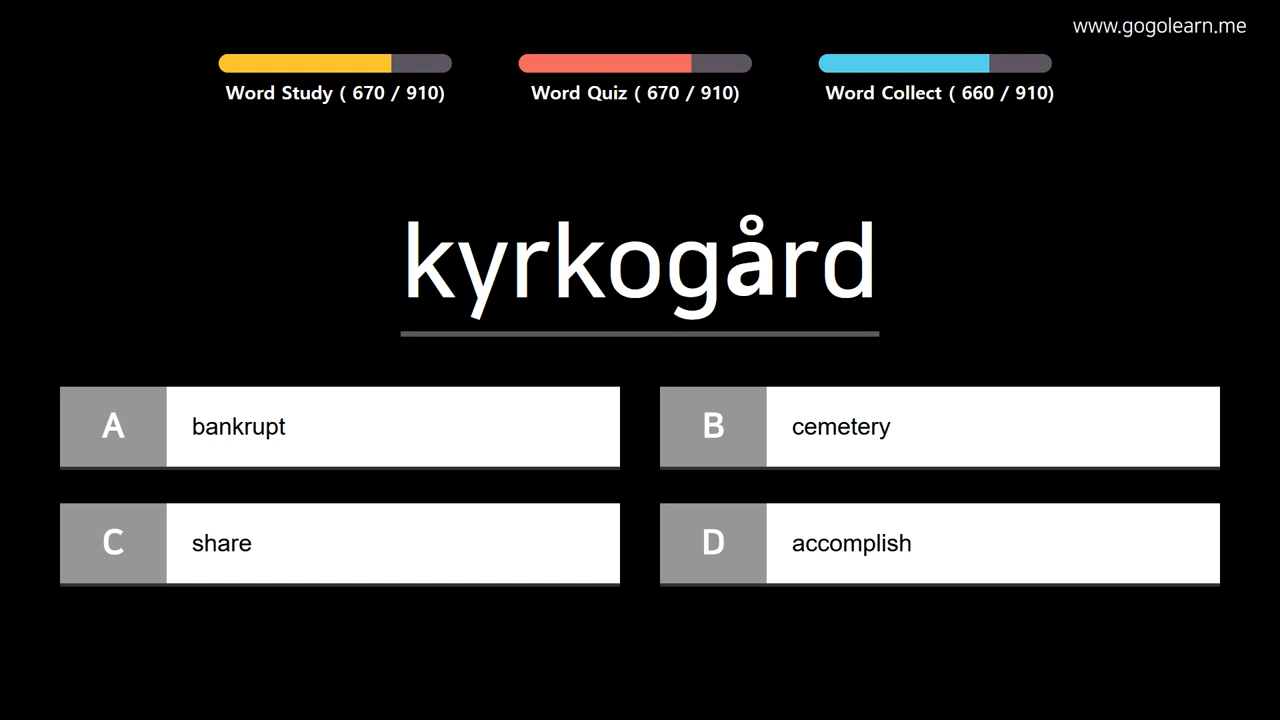 www.gogolearn.me
Word Study ( 670 / 910)
Word Quiz ( 670 / 910)
Word Collect ( 660 / 910)
kyrkogård
A bankrupt
B cemetery
C share
D accomplish